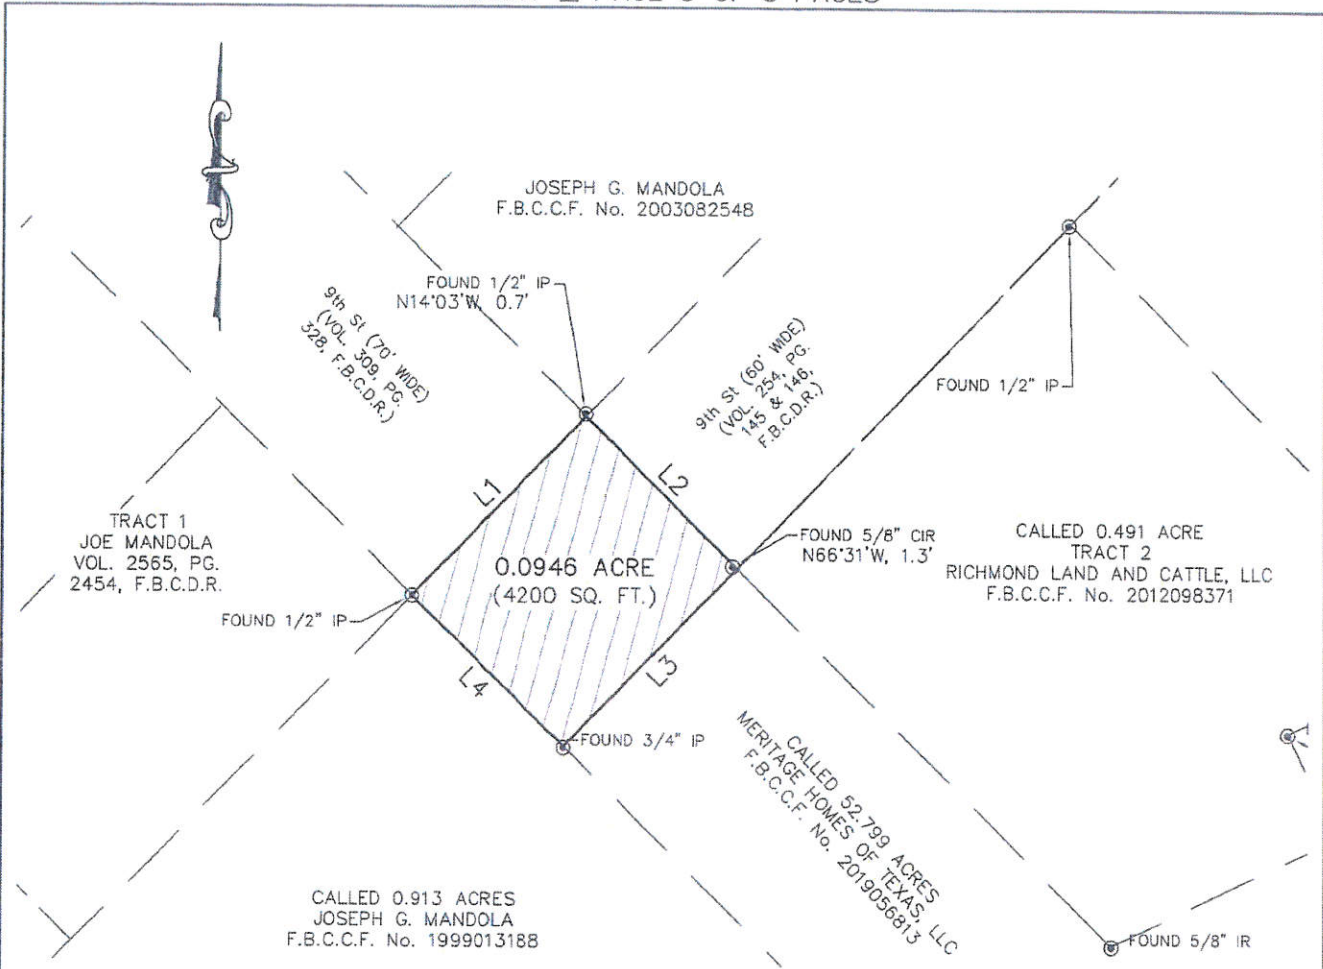 JOSEPH G. MANDOLA
F.B.C.C.F. No. 2003082548
FOUND 1/2" IP
N14°03'W, 0.7'
9th St (70' WIDE)
(VOL. 309, PG.
328, F.B.C.D.R.)
9th St (60' WIDE)
(VOL. 254, PG.
145 & 146,
F.B.C.D.R.)
FOUND 1/2" IP
L1
L2
TRACT 1
JOE MANDOLA
VOL. 2565, PG.
2454, F.B.C.D.R.
0.0946 ACRE
(4200 SQ. FT.)
FOUND 5/8" CIR
N66°31'W, 1.3'
CALLED 0.491 ACRE
TRACT 2
RICHMOND LAND AND CATTLE, LLC
F.B.C.C.F. No. 2012098371
FOUND 1/2" IP
L4
L3
FOUND 3/4" IP
CALLED 52.799 ACRES
MERITAGE HOMES OF TEXAS, LLC
F.B.C.C.F. No. 2019056813
CALLED 0.913 ACRES
JOSEPH G. MANDOLA
F.B.C.C.F. No. 1999013188
FOUND 5/8" IR